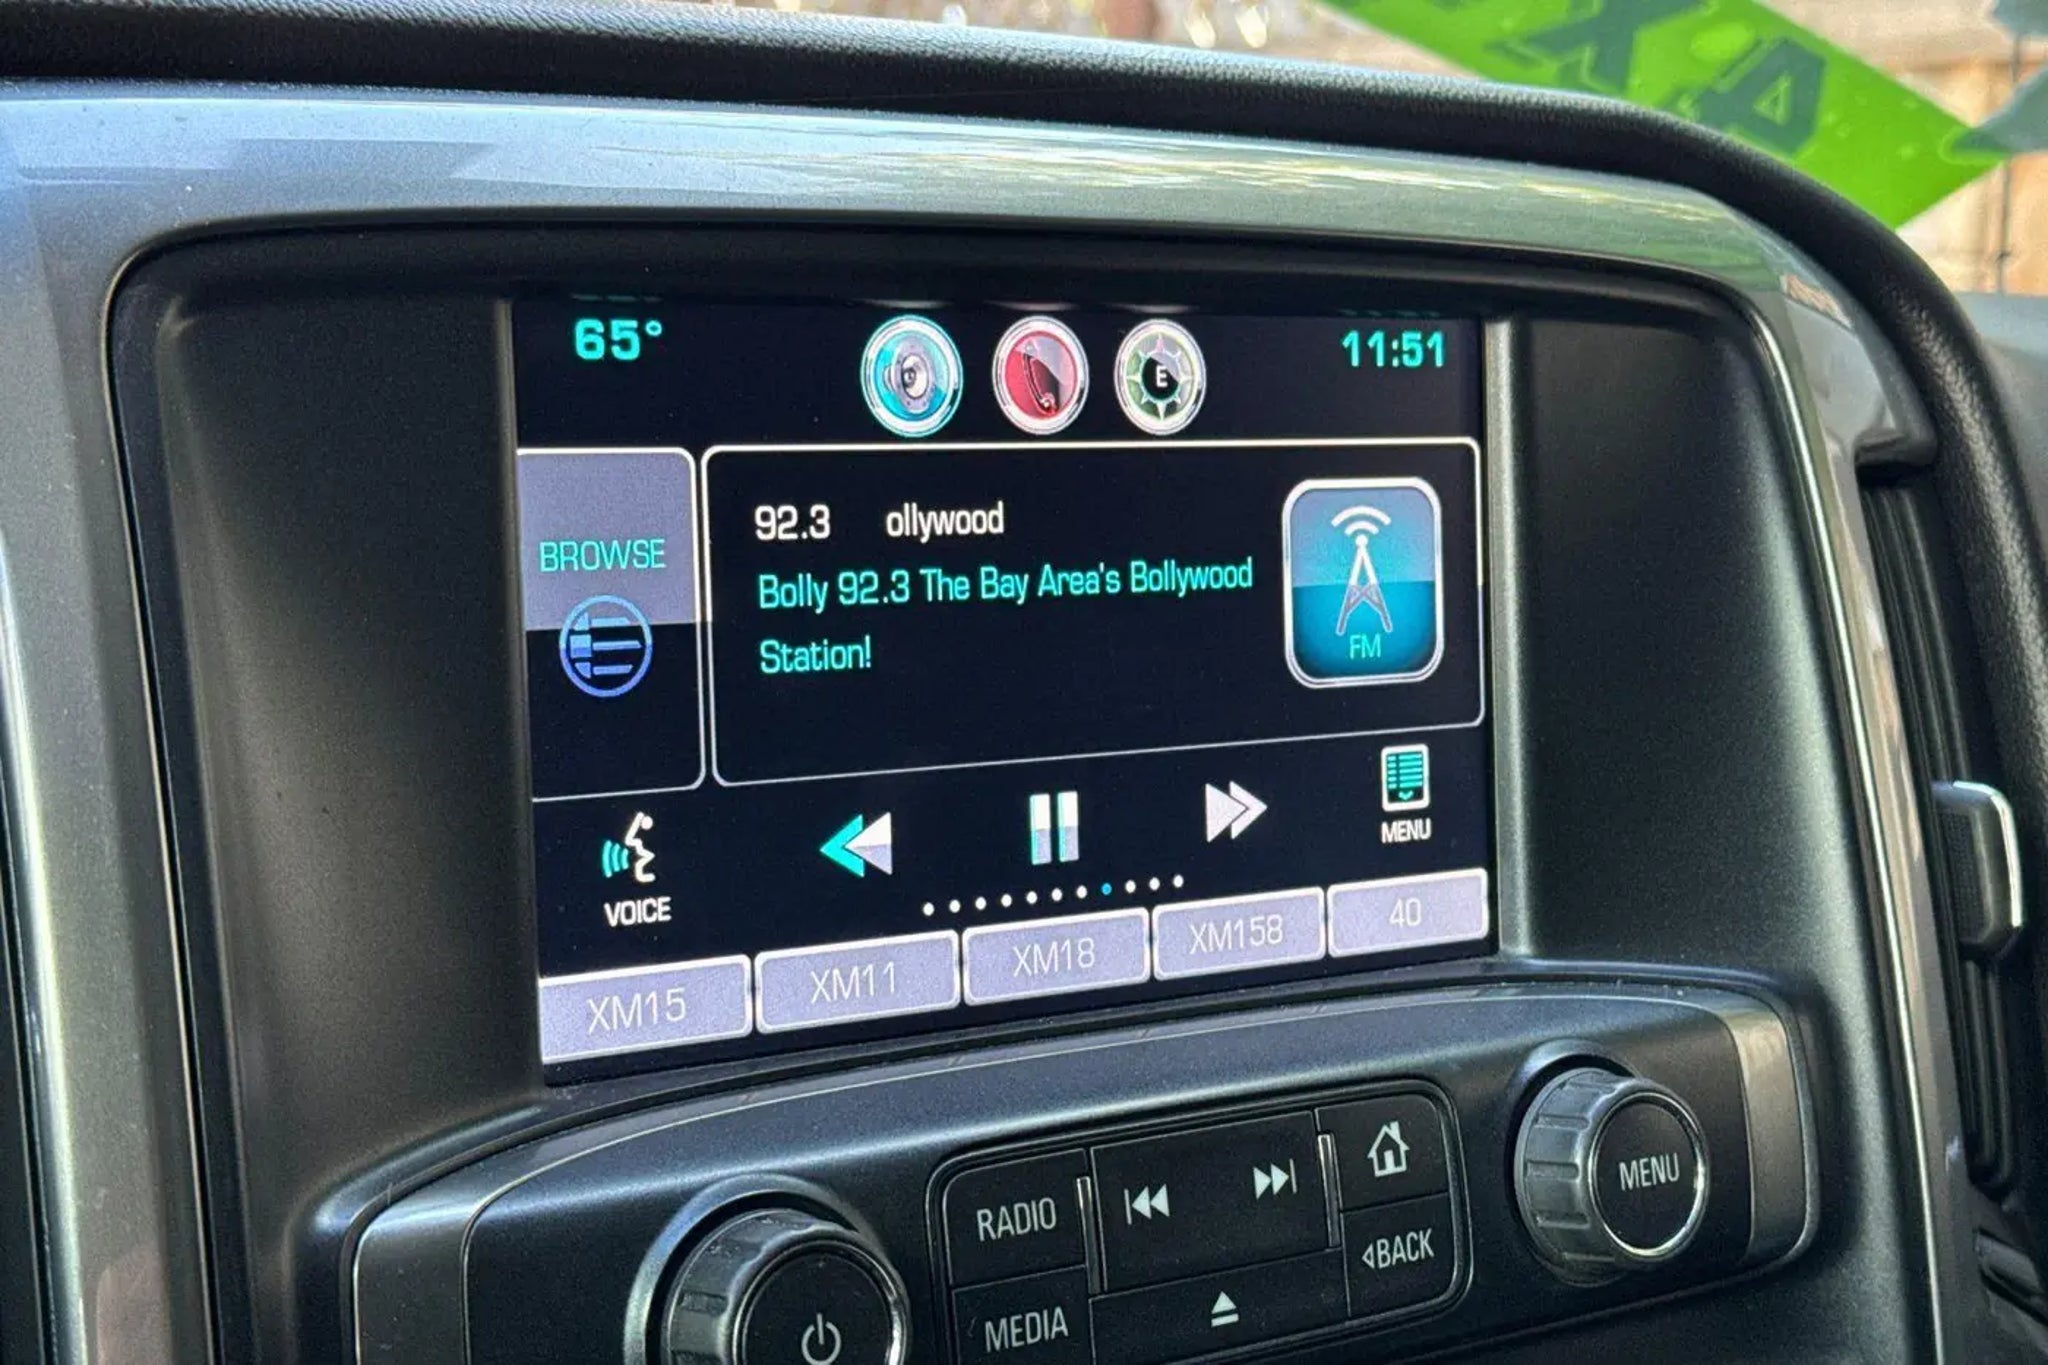 65°
11:51
E
BROWSE
92.3 ollywood
Bolly 92.3 The Bay Area's Bollywood
Station!
FM
VOICE
MENU
XM15
XM11
XM18
XM158
40
RADIO
MEDIA
BACK
MENU